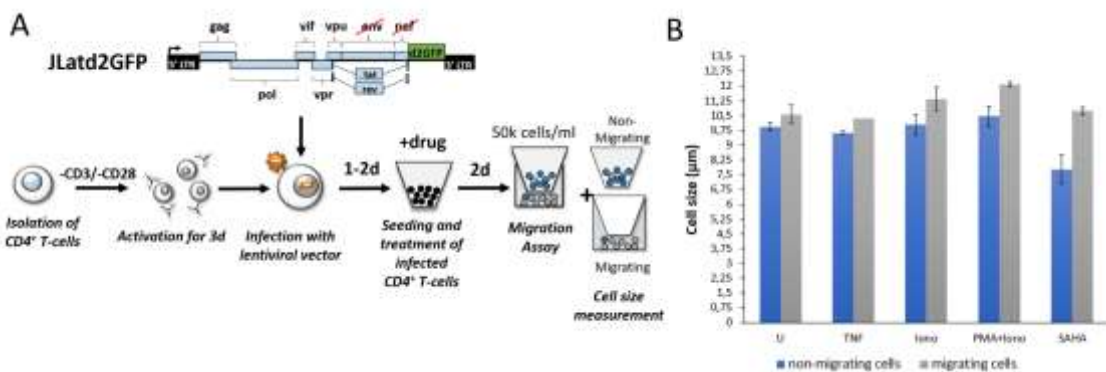 A
gag vif vpu env nef
JLatd2GFP 5' LTR d2GFP 3' LTR
tat
rev
pol vpr
+drug
50k cells/ml
Non-
Migrating
-CD3/-CD28
1-2d
2d
+
Isolation of
CD4⁺ T-cells
Activation for 3d
Infection with
lentiviral vector
Seeding and
treatment of
infected
CD4⁺ T-cells
Migration
Assay
Migrating
Cell size
measurement
B
Cell size (µm)
13,5
12,75
12
11,25
10,5
9,75
9
8,25
7,5
6,75
6
5,25
4,5
3,75
3
2,25
1,5
0,75
0
U TNF Iono PMA+Iono SAHA
non-migrating cells migrating cells